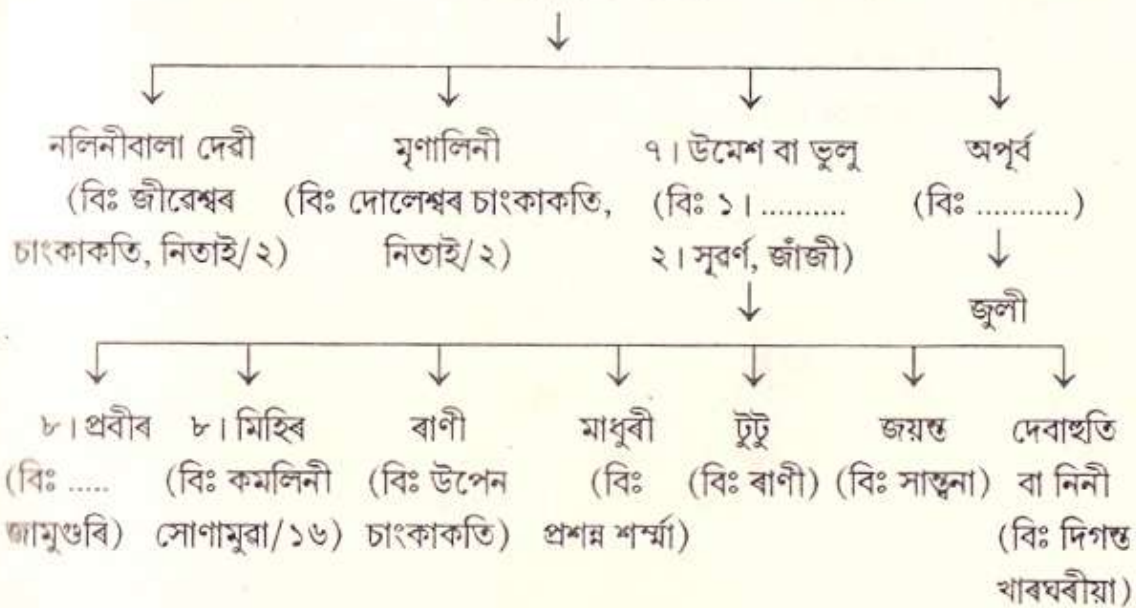 নলিনীবালা দেৱী মৃণালিনী ৭। উমেশ বা ভুলু অপূৰ্ব
(বিঃ জীৱেশ্বৰ (বিঃ দোলেশ্বৰ চাংকাকতি, (বিঃ ১। .......... (বিঃ ...........)
চাংকাকতি, নিতাই/২) নিতাই/২) ২। সূৱৰ্ণ, জাঁজী)
জুলী
৮। প্ৰবীৰ ৮। মিহিৰ ৰাণী মাধুৰী টুটু জয়ন্ত দেবাহুতি
(বিঃ ..... (বিঃ কমলিনী (বিঃ উপেন (বিঃ (বিঃ ৰাণী) (বিঃ সান্ত্বনা) বা নিনী
জামুগুৰি) সোণামুৱা/১৬) চাংকাকতি) প্ৰশন্ন শৰ্ম্মা) (বিঃ দিগন্ত
খাৰঘৰীয়া)